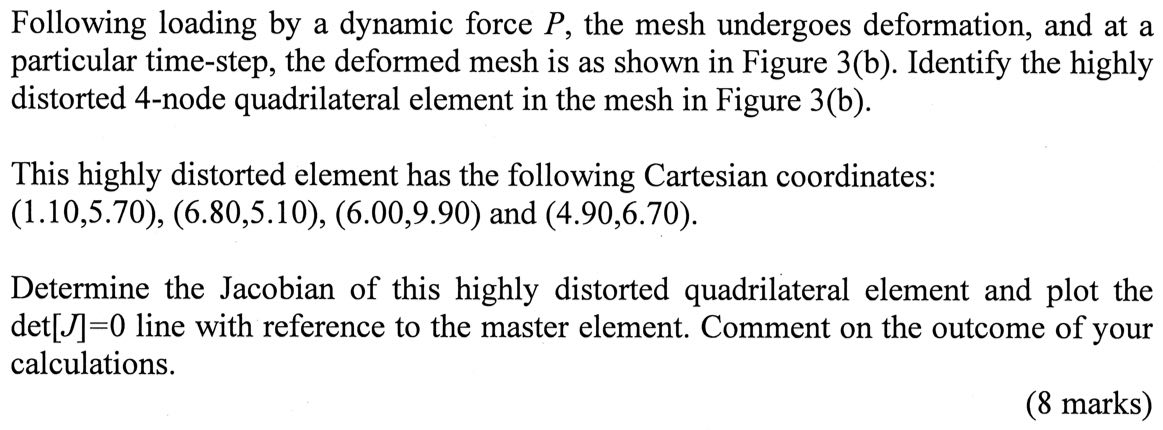 Following loading by a dynamic force P, the mesh undergoes deformation, and at a
particular time-step, the deformed mesh is as shown in Figure 3(b). Identify the highly
distorted 4-node quadrilateral element in the mesh in Figure 3(b).
This highly distorted element has the following Cartesian coordinates:
(1.10,5.70), (6.80,5.10), (6.00,9.90) and (4.90,6.70).
Determine the Jacobian of this highly distorted quadrilateral element and plot the
det[J]=0 line with reference to the master element. Comment on the outcome of your
calculations.
(8 marks)